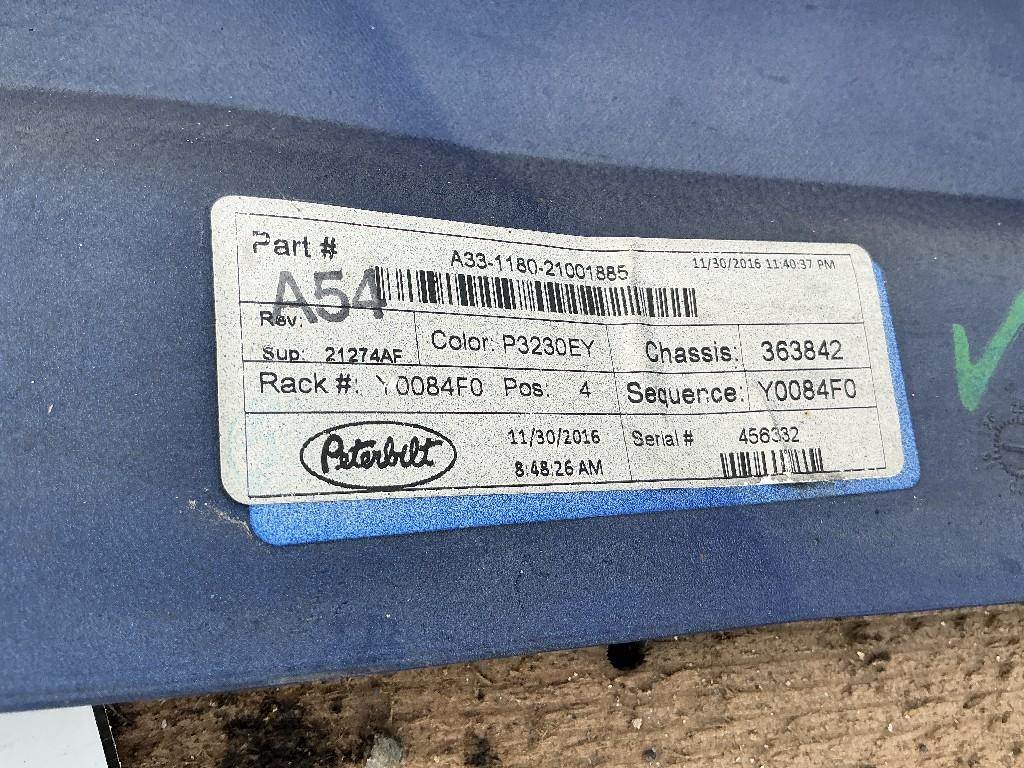 Part # A33-1180-21001885 11/30/2016 11:40:37 PM
A54
Rev:
Sup: 21274AF Color: P3230EY Chassis: 363842
Rack #: Y0084F0 Pos: 4 Sequence: Y0084F0
Peterbilt 11/30/2016 Serial # 456332
8:48:26 AM